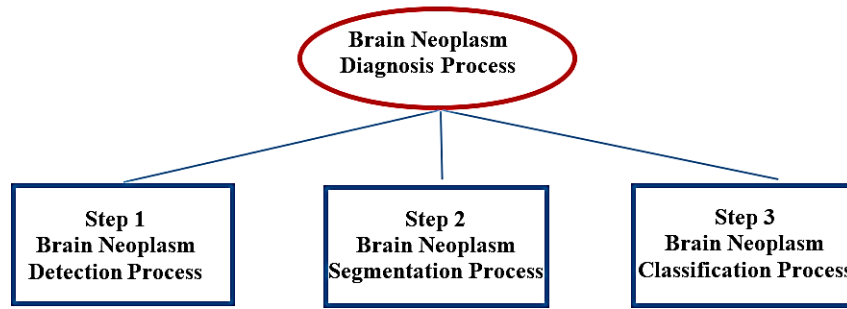 Brain Neoplasm
Diagnosis Process
Step 1
Brain Neoplasm
Detection Process
Step 2
Brain Neoplasm
Segmentation Process
Step 3
Brain Neoplasm
Classification Process